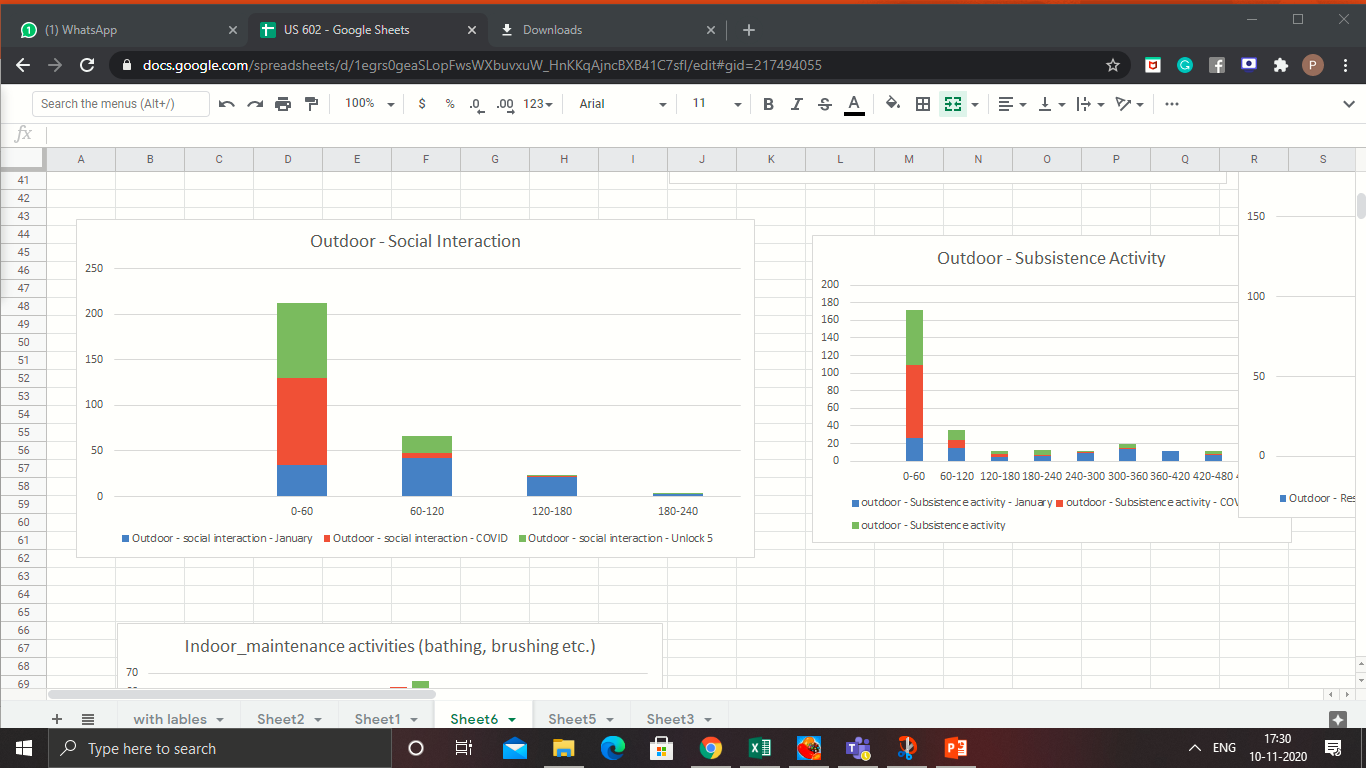 (1) WhatsApp
US 602 - Google Sheets
Downloads
docs.google.com/spreadsheets/d/1egrs0geaSLopFwsWXbuvxuW_HnKKqAjncBXB41C7sfI/edit#gid=217494055
P
Search the menus (Alt+/)
100%
$ % .0 .00 123
Arial
11
B I S A
fx
A B C D E F G H I J K L M N O P Q R S
41
42
43
44
45
46
47
48
49
50
51
52
53
54
55
56
57
58
59
60
61
62
63
64
65
66
67
68
69
Outdoor - Social Interaction
250
200
150
100
50
0
0-60 60-120 120-180 180-240
Outdoor - social interaction - January Outdoor - social interaction - COVID Outdoor - social interaction - Unlock 5
Outdoor - Subsistence Activity
200
180
160
140
120
100
80
60
40
20
0
0-60 60-120 120-180 180-240 240-300 300-360 360-420 420-480
outdoor - Subsistence activity - January outdoor - Subsistence activity - COV
outdoor - Subsistence activity
150
100
50
0
Outdoor - Res
Indoor_maintenance activities (bathing, brushing etc.)
70
with lables Sheet2 Sheet1 Sheet6 Sheet5 Sheet3
Type here to search
ENG
17:30
10-11-2020